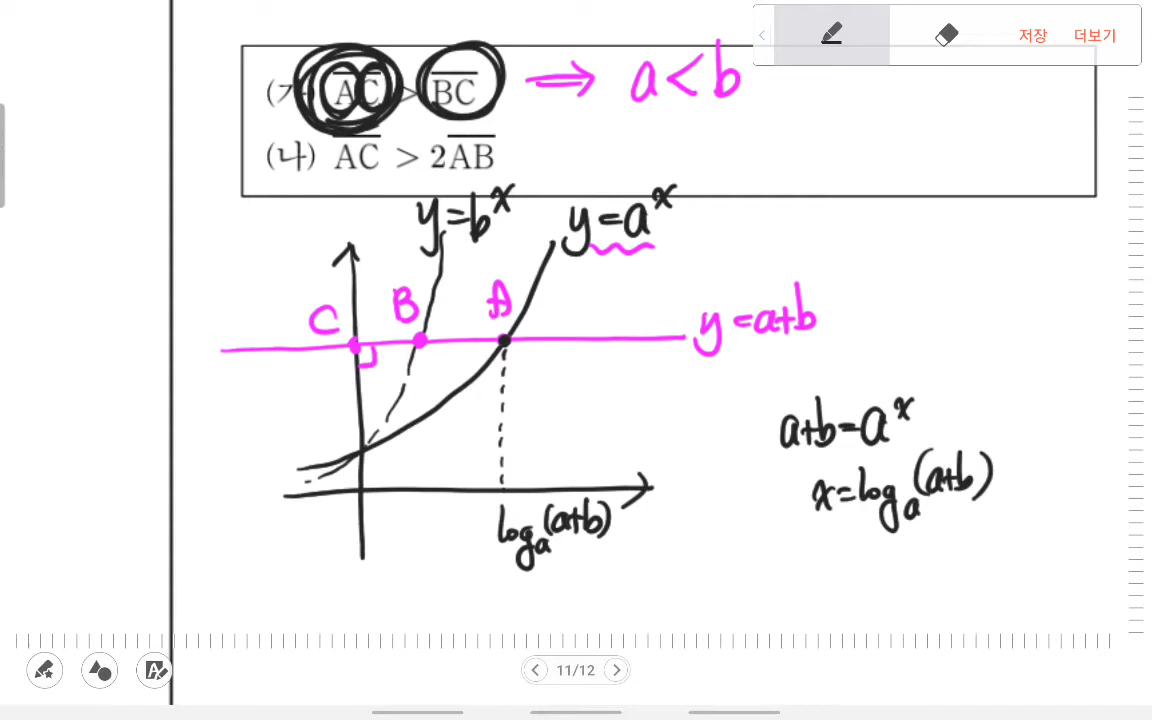 저장 더보기
(가) AC > BC ⇒ a < b
(나) AC > 2AB
y=b^x y=a^x
C B A y=a+b
a+b=a^x
x=log_a(a+b)
log_a(a+b)
11/12